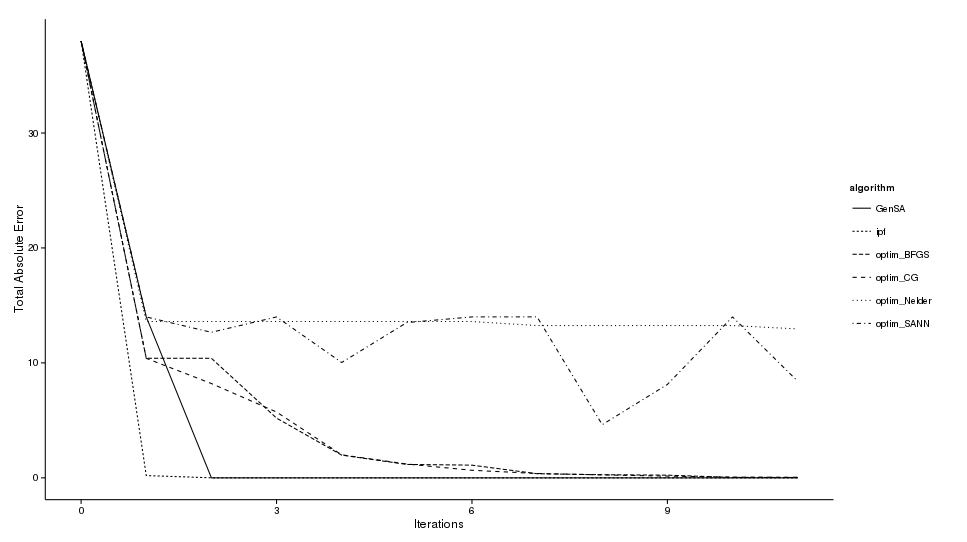 Total Absolute Error
30
20
10
0
0 3 6 9
Iterations
algorithm
GenSA
ipf
optim_BFGS
optim_CG
optim_Nelder
optim_SANN